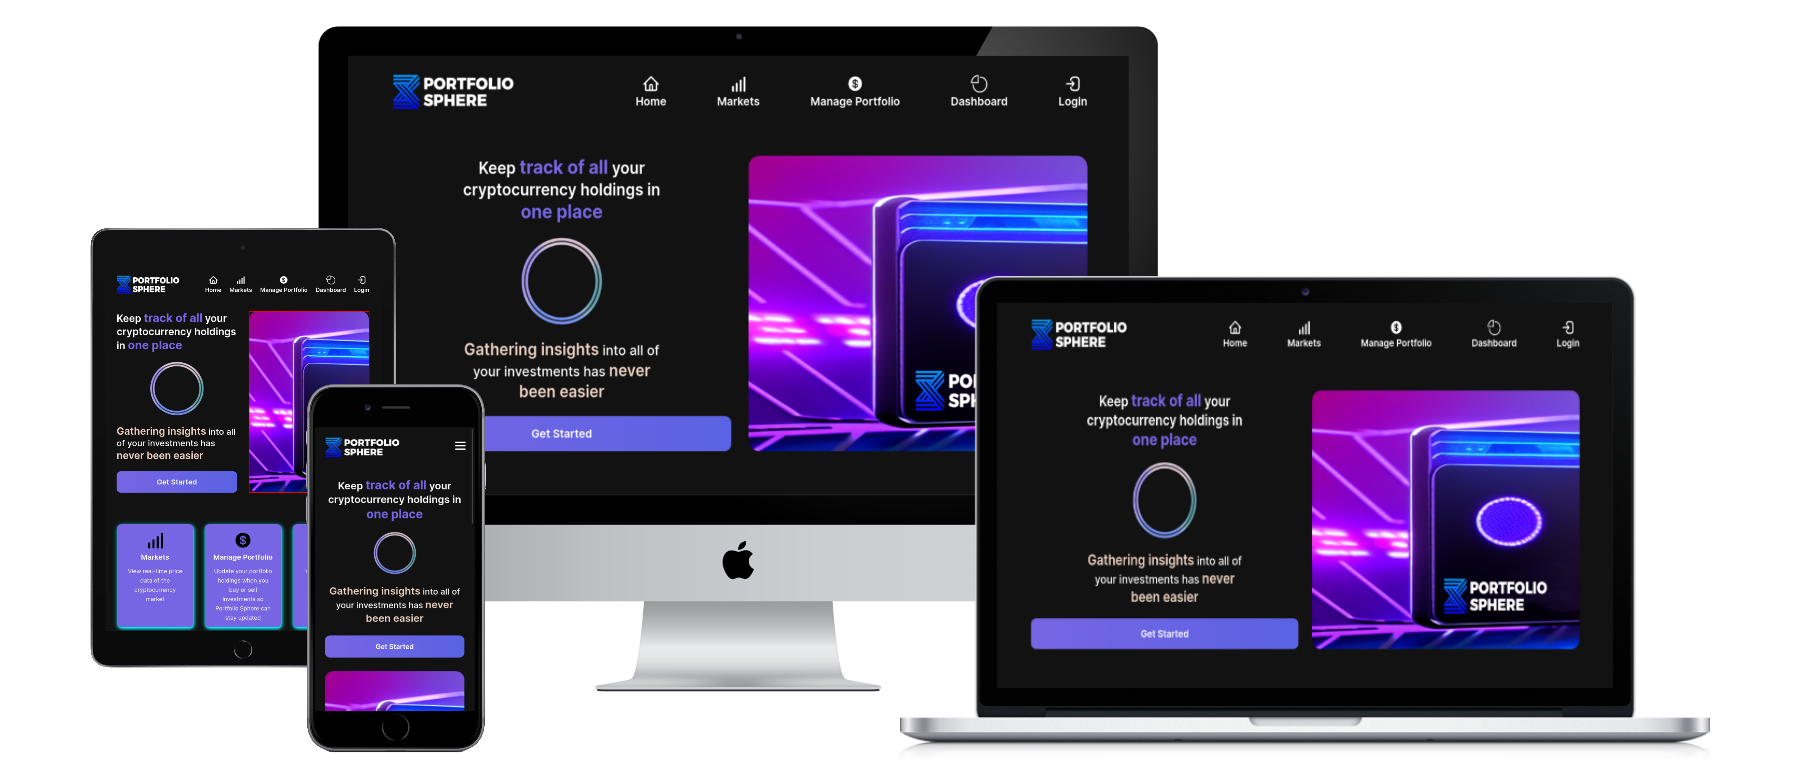 PORTFOLIO
SPHERE
Home
Markets
Manage Portfolio
Dashboard
Login
Keep track of all your
cryptocurrency holdings in
one place
Gathering insights into all of
your investments has never
been easier
Get Started
PO
SPH
PORTFOLIO
SPHERE
Home
Markets
Manage Portfolio
Dashboard
Login
Keep track of all your
cryptocurrency holdings
in one place
Gathering insights into all
of your investments has
never been easier
Get Started
Markets
View real-time price
data of the
cryptocurrency
market
Manage Portfolio
Update your portfolio
holdings when you
buy or sell
investments so
Portfolio Sphere can
stay updated
PORTFOLIO
SPHERE
Keep track of all your
cryptocurrency holdings in
one place
Gathering insights into all of
your investments has never
been easier
Get Started
PORTFOLIO
SPHERE
Home
Markets
Manage Portfolio
Dashboard
Login
Keep track of all your
cryptocurrency holdings in
one place
Gathering insights into all of
your investments has never
been easier
Get Started
PORTFOLIO
SPHERE